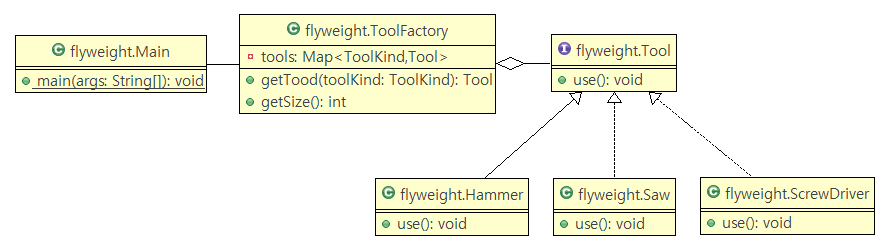 flyweight.Main
main(args: String[]): void
flyweight.ToolFactory
tools: Map<ToolKind,Tool>
getTood(toolKind: ToolKind): Tool
getSize(): int
flyweight.Tool
use(): void
flyweight.Hammer
use(): void
flyweight.Saw
use(): void
flyweight.ScrewDriver
use(): void